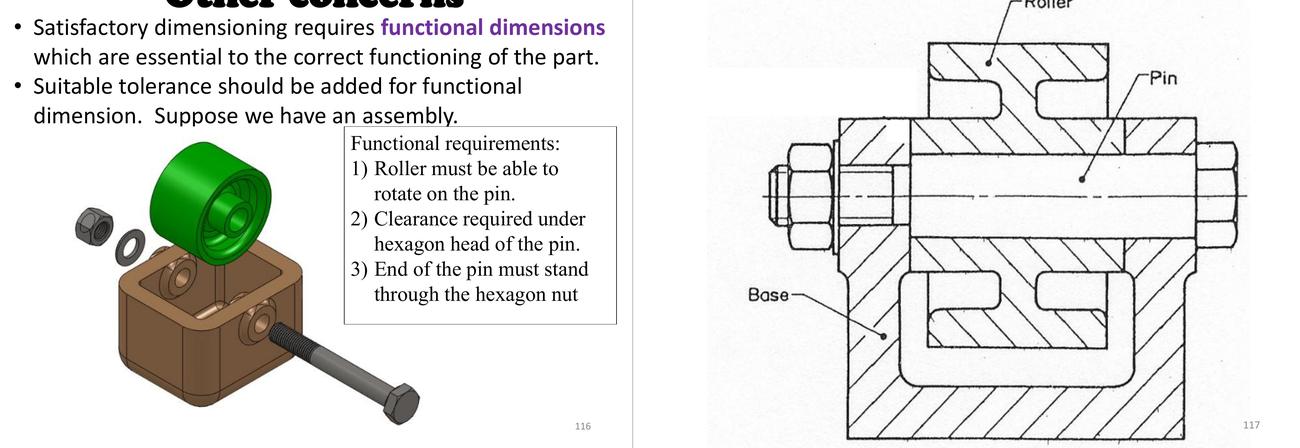 Other concerns
• Satisfactory dimensioning requires functional dimensions
which are essential to the correct functioning of the part.
• Suitable tolerance should be added for functional
dimension. Suppose we have an assembly.
Functional requirements:
1) Roller must be able to
rotate on the pin.
2) Clearance required under
hexagon head of the pin.
3) End of the pin must stand
through the hexagon nut
116
Roller
Pin
Base
117